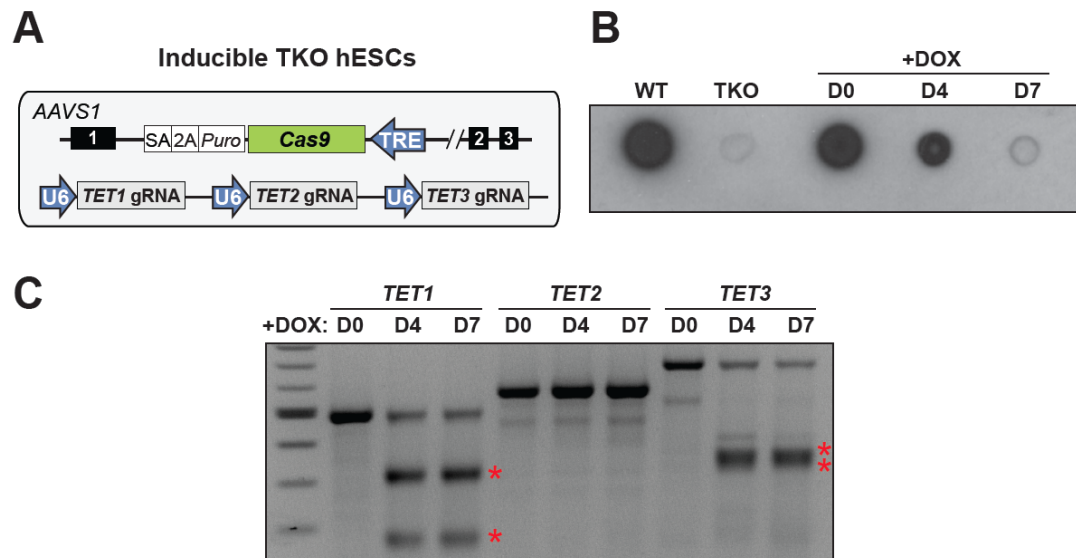 A
Inducible TKO hESCs
AAVS1
1 SA 2A Puro Cas9 TRE // 2 3
U6 TET1 gRNA U6 TET2 gRNA U6 TET3 gRNA
B
+DOX
WT TKO D0 D4 D7
C
TET1 TET2 TET3
+DOX: D0 D4 D7 D0 D4 D7 D0 D4 D7
* *
* *